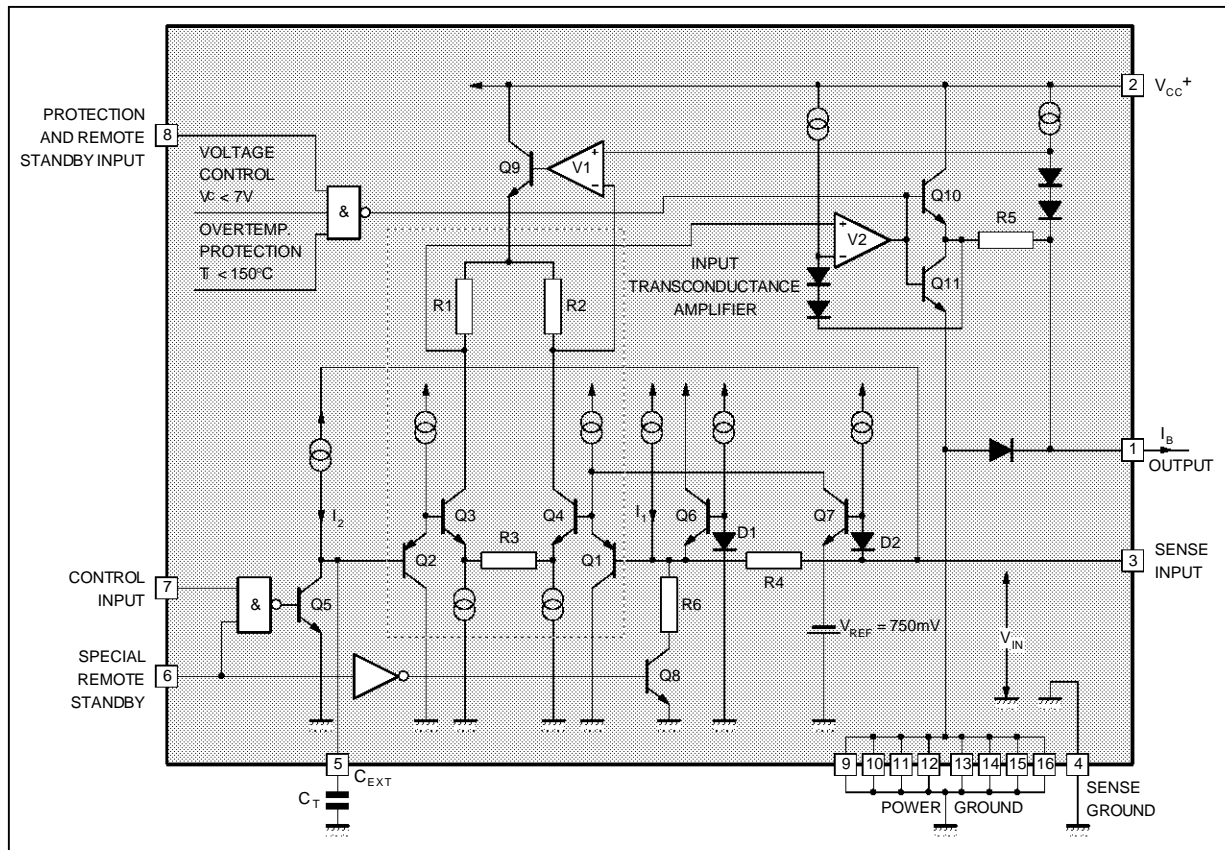 2
VCC+
PROTECTION
AND REMOTE
STANDBY INPUT
8
VOLTAGE
CONTROL
VC < 7V
OVERTEMP.
PROTECTION
Ti < 150°C
&
Q9
V1
+
-
Q10
R5
V2
+
-
Q11
INPUT
TRANSCONDUCTANCE
AMPLIFIER
R1
R2
1
IB
OUTPUT
I2
Q3
Q4
I1
Q6
Q7
D1
D2
Q2
R3
Q1
R4
3
SENSE
INPUT
CONTROL
INPUT
7
&
Q5
R6
VREF = 750mV
VIN
SPECIAL
REMOTE
STANDBY
6
Q8
5
CEXT
CT
9
10
11
12
13
14
15
16
4
POWER GROUND
SENSE
GROUND